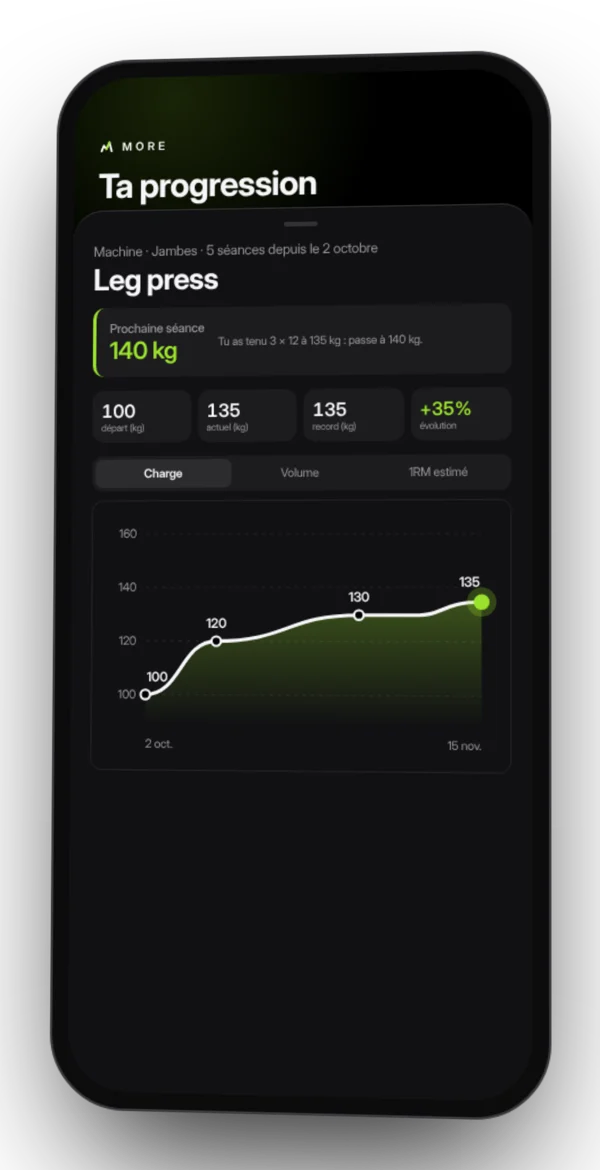 MORE
Ta progression
Machine · Jambes · 5 séances depuis le 2 octobre
Leg press
Prochaine séance
140 kg
Tu as tenu 3 × 12 à 135 kg : passe à 140 kg.
100
départ (kg)
135
actuel (kg)
135
record (kg)
+35%
évolution
Charge
Volume
1RM estimé
160
140
120
100
100
120
130
135
2 oct.
15 nov.